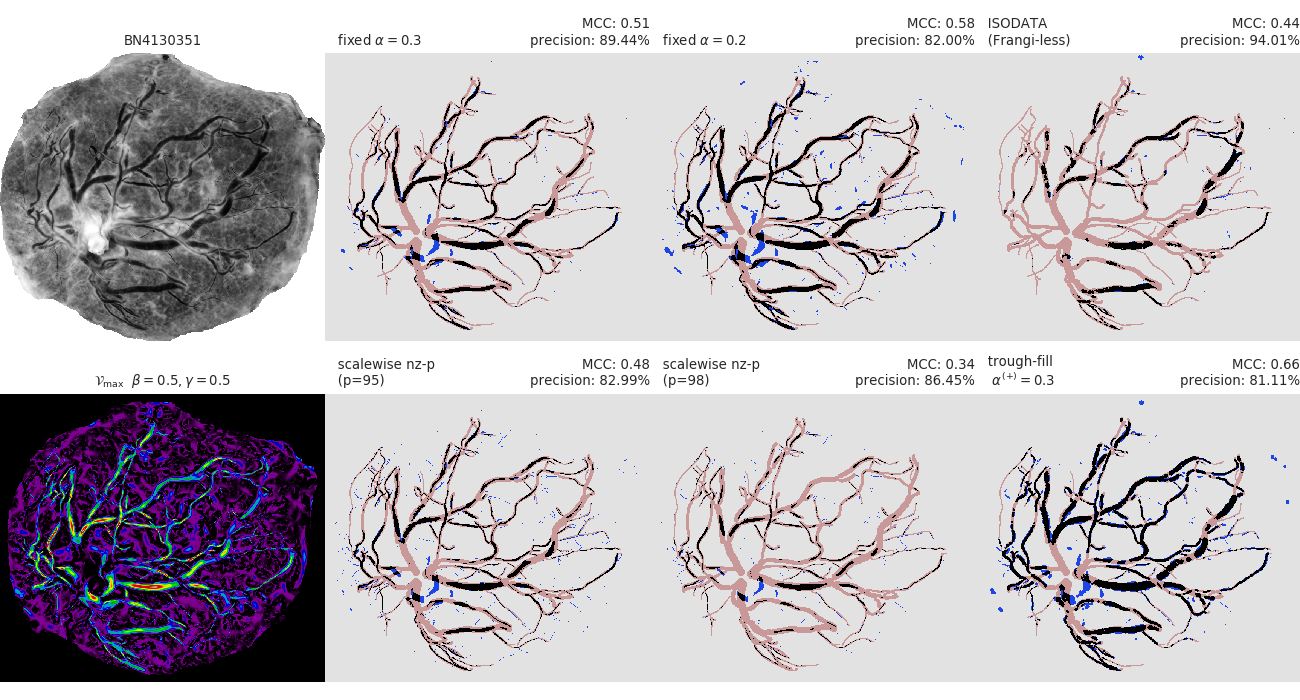 BN4130351
fixed α = 0.3
MCC: 0.51
precision: 89.44%
fixed α = 0.2
MCC: 0.58
precision: 82.00%
ISODATA
(Frangi-less)
MCC: 0.44
precision: 94.01%
𝒱max β = 0.5, γ = 0.5
scalewise nz-p
(p=95)
MCC: 0.48
precision: 82.99%
scalewise nz-p
(p=98)
MCC: 0.34
precision: 86.45%
trough-fill
α(+) = 0.3
MCC: 0.66
precision: 81.11%